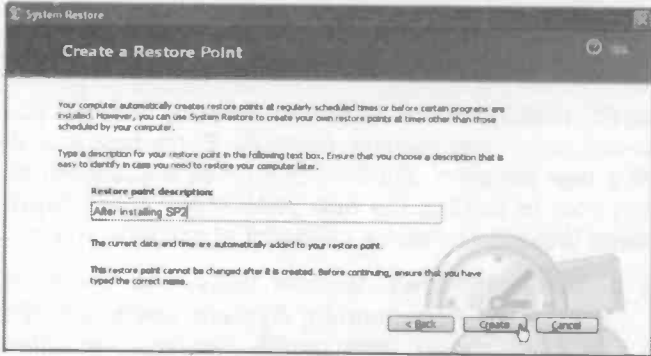 System Restore
Create a Restore Point
Your computer automatically creates restore points at regularly scheduled times or before certain programs are
installed. However, you can use System Restore to create your own restore points at times other than those
scheduled by your computer.
Type a description for your restore point in the following text box. Ensure that you choose a description that is
easy to identify in case you need to restore your computer later.
Restore point description:
After installing SP2
The current date and time are automatically added to your restore point.
This restore point cannot be changed after it is created. Before continuing, ensure that you have
typed the correct name.
< Back Create Cancel